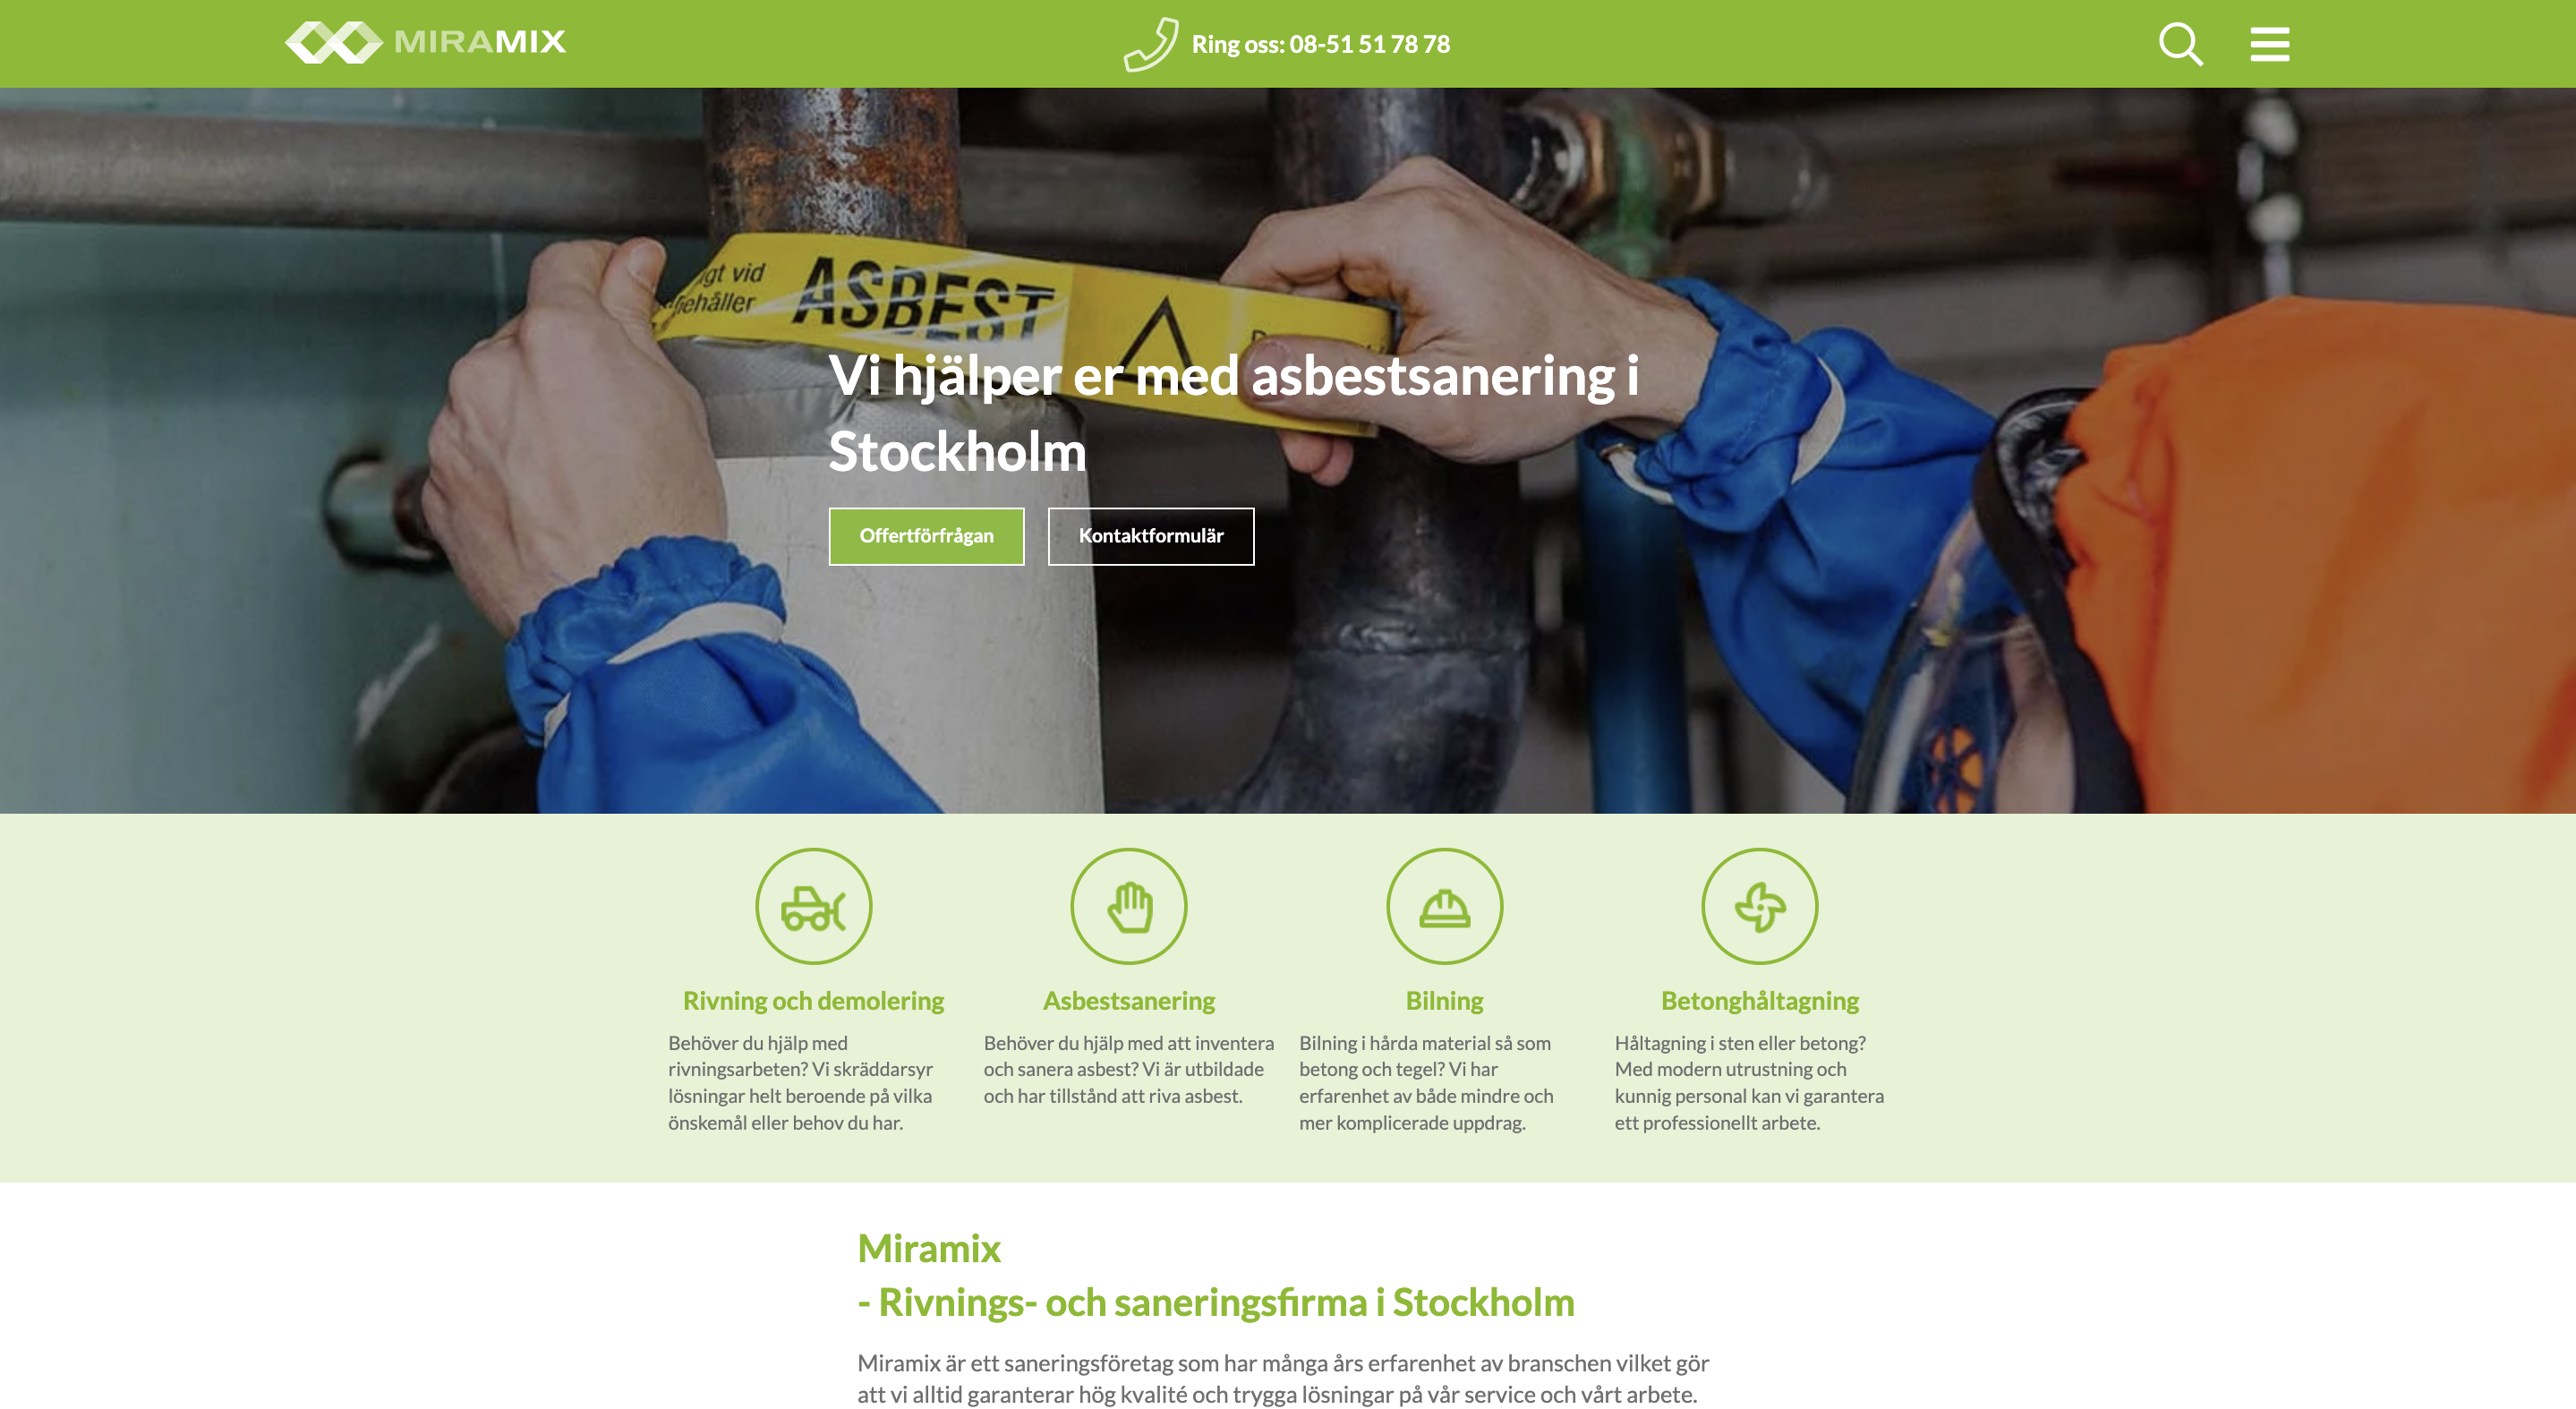 MIRAMIX
Ring oss: 08-51 51 78 78
igt vid
nehåller
ASBEST
Vi hjälper er med asbestsanering i
Stockholm
Offertförfrågan
Kontaktformulär
Rivning och demolering
Behöver du hjälp med
rivningsarbeten? Vi skräddarsyr
lösningar helt beroende på vilka
önskemål eller behov du har.
Asbestsanering
Behöver du hjälp med att inventera
och sanera asbest? Vi är utbildade
och har tillstånd att riva asbest.
Bilning
Bilning i hårda material så som
betong och tegel? Vi har
erfarenhet av både mindre och
mer komplicerade uppdrag.
Betonghåltagning
Håltagning i sten eller betong?
Med modern utrustning och
kunnig personal kan vi garantera
ett professionellt arbete.
Miramix
- Rivnings- och saneringsfirma i Stockholm
Miramix är ett saneringsföretag som har många års erfarenhet av branschen vilket gör
att vi alltid garanterar hög kvalité och trygga lösningar på vår service och vårt arbete.